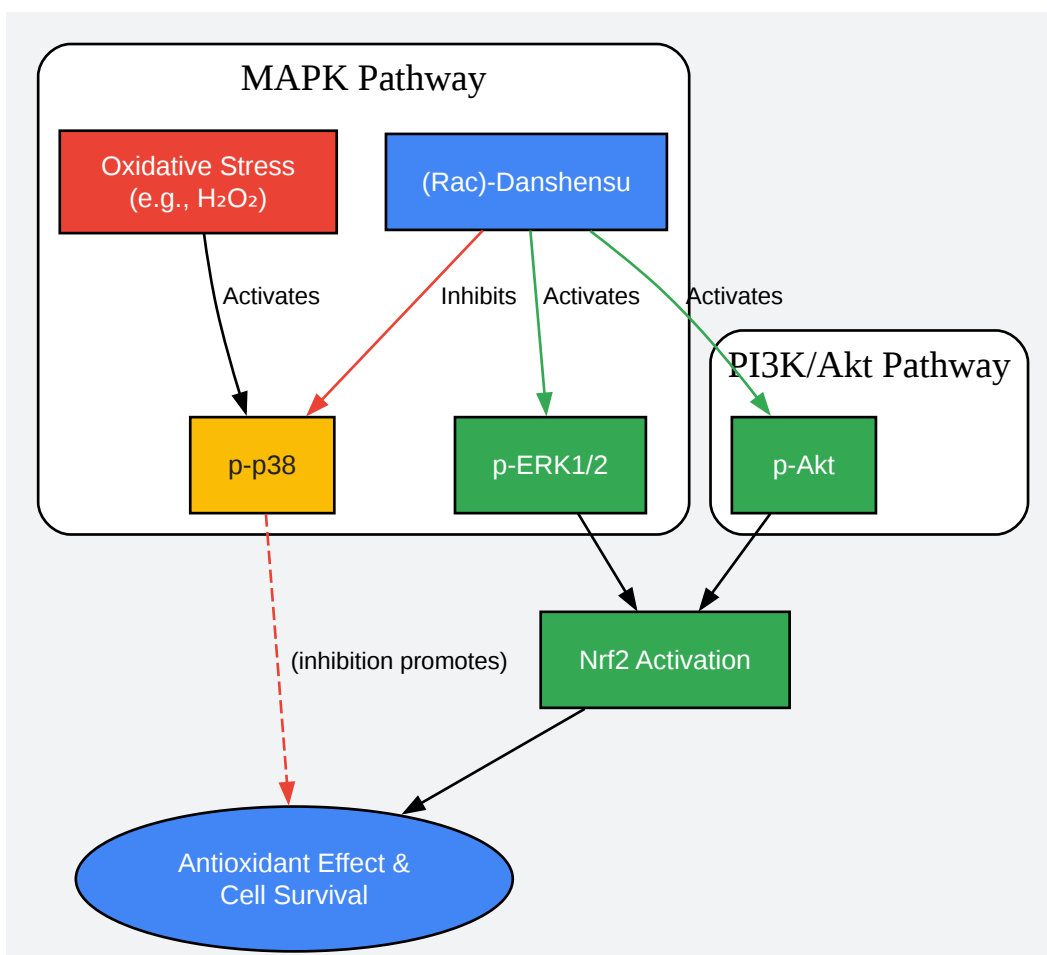 MAPK Pathway
Oxidative Stress
(e.g., H₂O₂)
(Rac)-Danshensu
Activates
Inhibits
Activates
Activates
PI3K/Akt Pathway
p-p38
p-ERK1/2
p-Akt
(inhibition promotes)
Nrf2 Activation
Antioxidant Effect &
Cell Survival